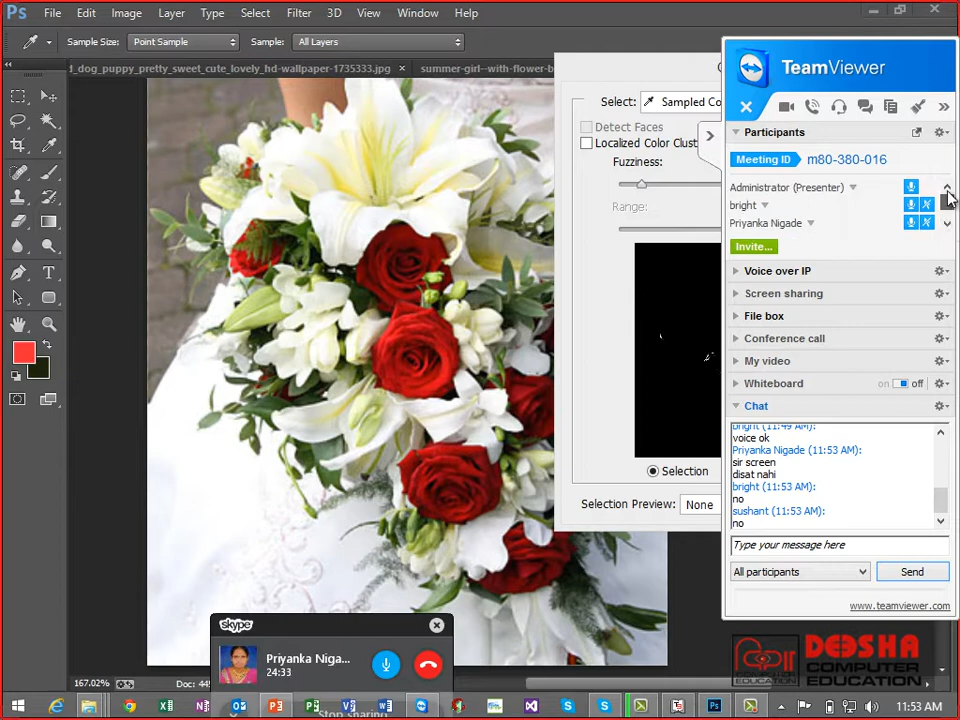 Ps File Edit Image Layer Type Select Filter 3D View Window Help
Sample Size: Point Sample Sample: All Layers
1_dog_puppy_pretty_sweet_cute_lovely_hd-wallpaper-1735333.jpg × summer-girl--with-flower-b
Select: Sampled Co
Detect Faces
Localized Color Clust
Fuzziness:
Range:
Selection
Selection Preview: None
TeamViewer
Participants
Meeting ID m80-380-016
Administrator (Presenter)
bright
Priyanka Nigade
Invite...
Voice over IP
Screen sharing
File box
Conference call
My video
Whiteboard on off
Chat
bright (11:49 AM):
voice ok
Priyanka Nigade (11:53 AM):
sir screen
disat nahi
bright (11:53 AM):
no
sushant (11:53 AM):
no
Type your message here
All participants Send
www.teamviewer.com
skype
Priyanka Niga...
24:33
DEESHA
COMPUTER
EDUCATION
167.02% Doc: 44
Stop sharing
11:53 AM